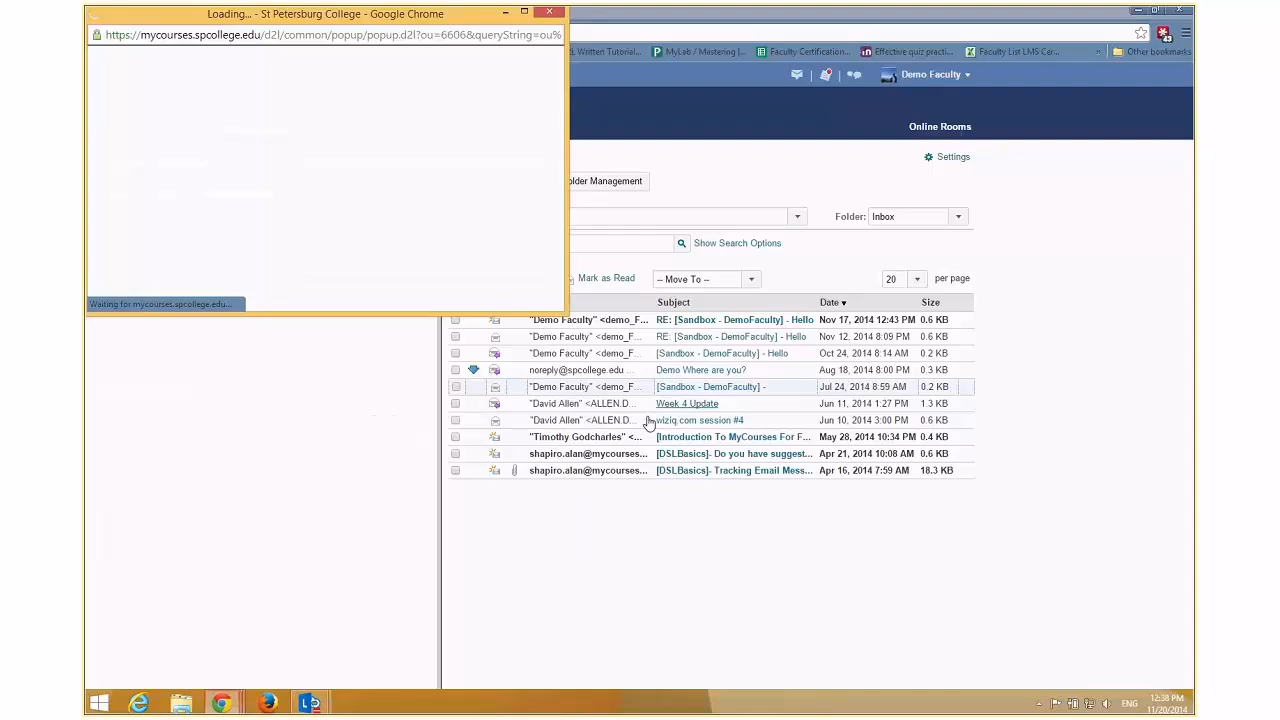 Loading... - St Petersburg College - Google Chrome
https://mycourses.spcollege.edu/d2l/common/popup/popup.d2l?ou=6606&queryString=ou%
L Written Tutorial... MyLab / Mastering |... Faculty Certification... Effective quiz practi... Faculty List LMS Cer... » Other bookmarks
Demo Faculty
Online Rooms
Settings
older Management
Folder: Inbox
Show Search Options
Mark as Read -- Move To -- 20 per page
Subject Date Size
"Demo Faculty" <demo_F... RE: [Sandbox - DemoFaculty] - Hello Nov 17, 2014 12:43 PM 0.6 KB
"Demo Faculty" <demo_F... RE: [Sandbox - DemoFaculty] - Hello Nov 12, 2014 8:09 PM 0.6 KB
"Demo Faculty" <demo_F... [Sandbox - DemoFaculty] - Hello Oct 24, 2014 8:14 AM 0.2 KB
noreply@spcollege.edu ... Demo Where are you? Aug 18, 2014 8:00 PM 0.3 KB
"Demo Faculty" <demo_F... [Sandbox - DemoFaculty] - Jul 24, 2014 8:59 AM 0.2 KB
"David Allen" <ALLEN.D... Week 4 Update Jun 11, 2014 1:27 PM 1.3 KB
"David Allen" <ALLEN.D... wiziq.com session #4 Jun 10, 2014 3:00 PM 0.6 KB
"Timothy Godcharles" <... [Introduction To MyCourses For F... May 28, 2014 10:34 PM 0.4 KB
shapiro.alan@mycourses... [DSLBasics]- Do you have suggest... Apr 21, 2014 10:08 AM 0.6 KB
shapiro.alan@mycourses... [DSLBasics]- Tracking Email Mess... Apr 16, 2014 7:59 AM 18.3 KB
Waiting for mycourses.spcollege.edu...
ENG
12:38 PM
11/20/2014